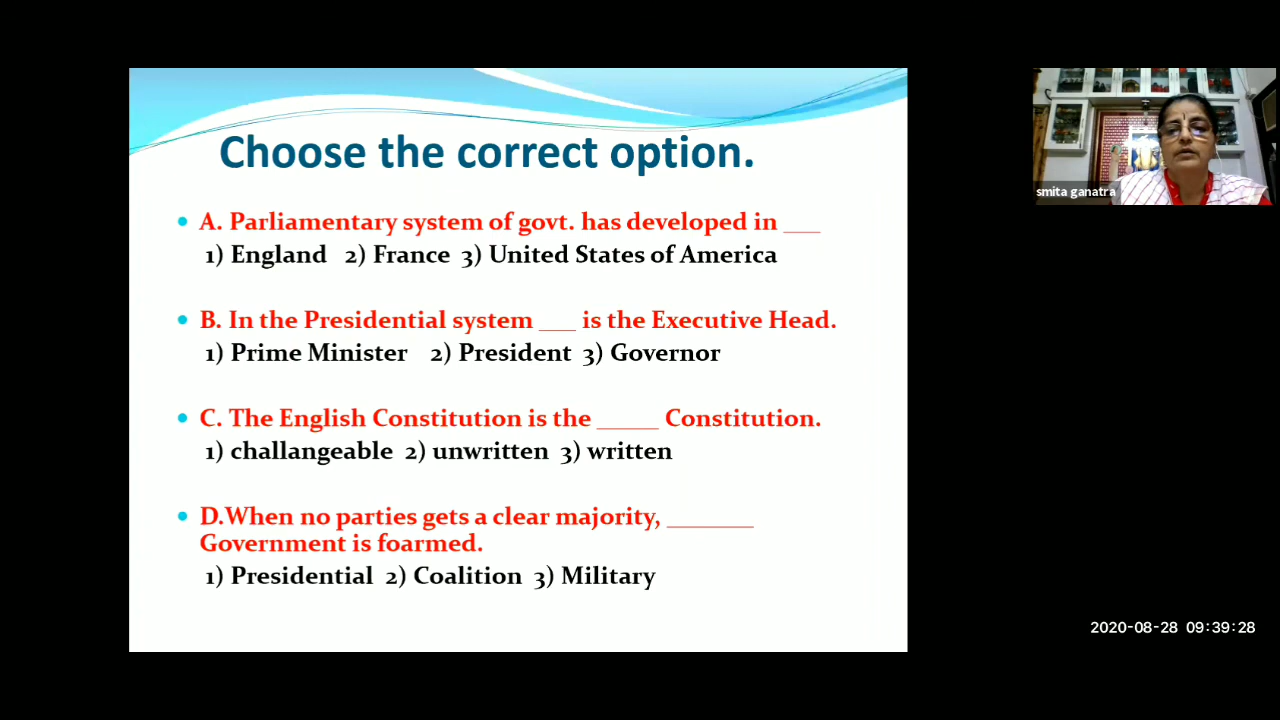 Choose the correct option.
A. Parliamentary system of govt. has developed in ___
1) England 2) France 3) United States of America
B. In the Presidential system ___ is the Executive Head.
1) Prime Minister 2) President 3) Governor
C. The English Constitution is the _____ Constitution.
1) challangeable 2) unwritten 3) written
D.When no parties gets a clear majority, _______
Government is foarmed.
1) Presidential 2) Coalition 3) Military
smita ganatra
2020-08-28 09:39:28